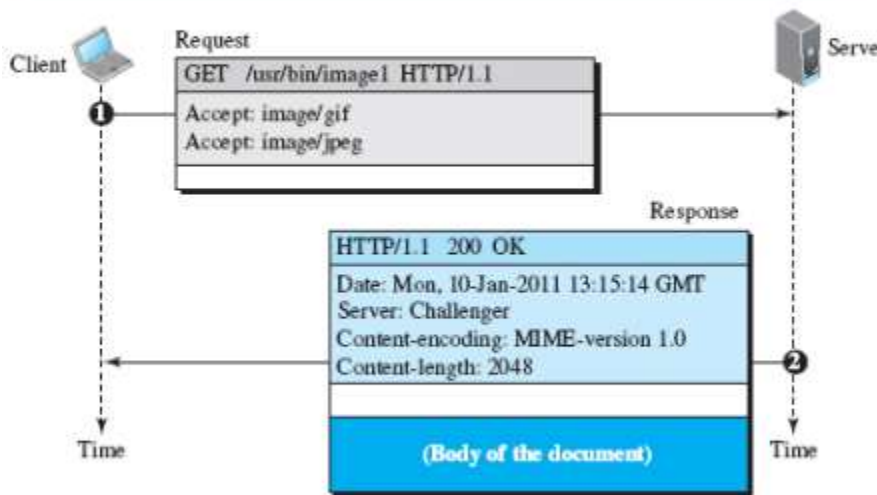 Client
Request
Serve
GET /usr/bin/image1 HTTP/1.1
1
Accept: image/gif
Accept: image/jpeg
Response
HTTP/1.1 200 OK
Date: Mon, 10-Jan-2011 13:15:14 GMT
Server: Challenger
Content-encoding: MIME-version 1.0
Content-length: 2048
2
Time
(Body of the document)
Time